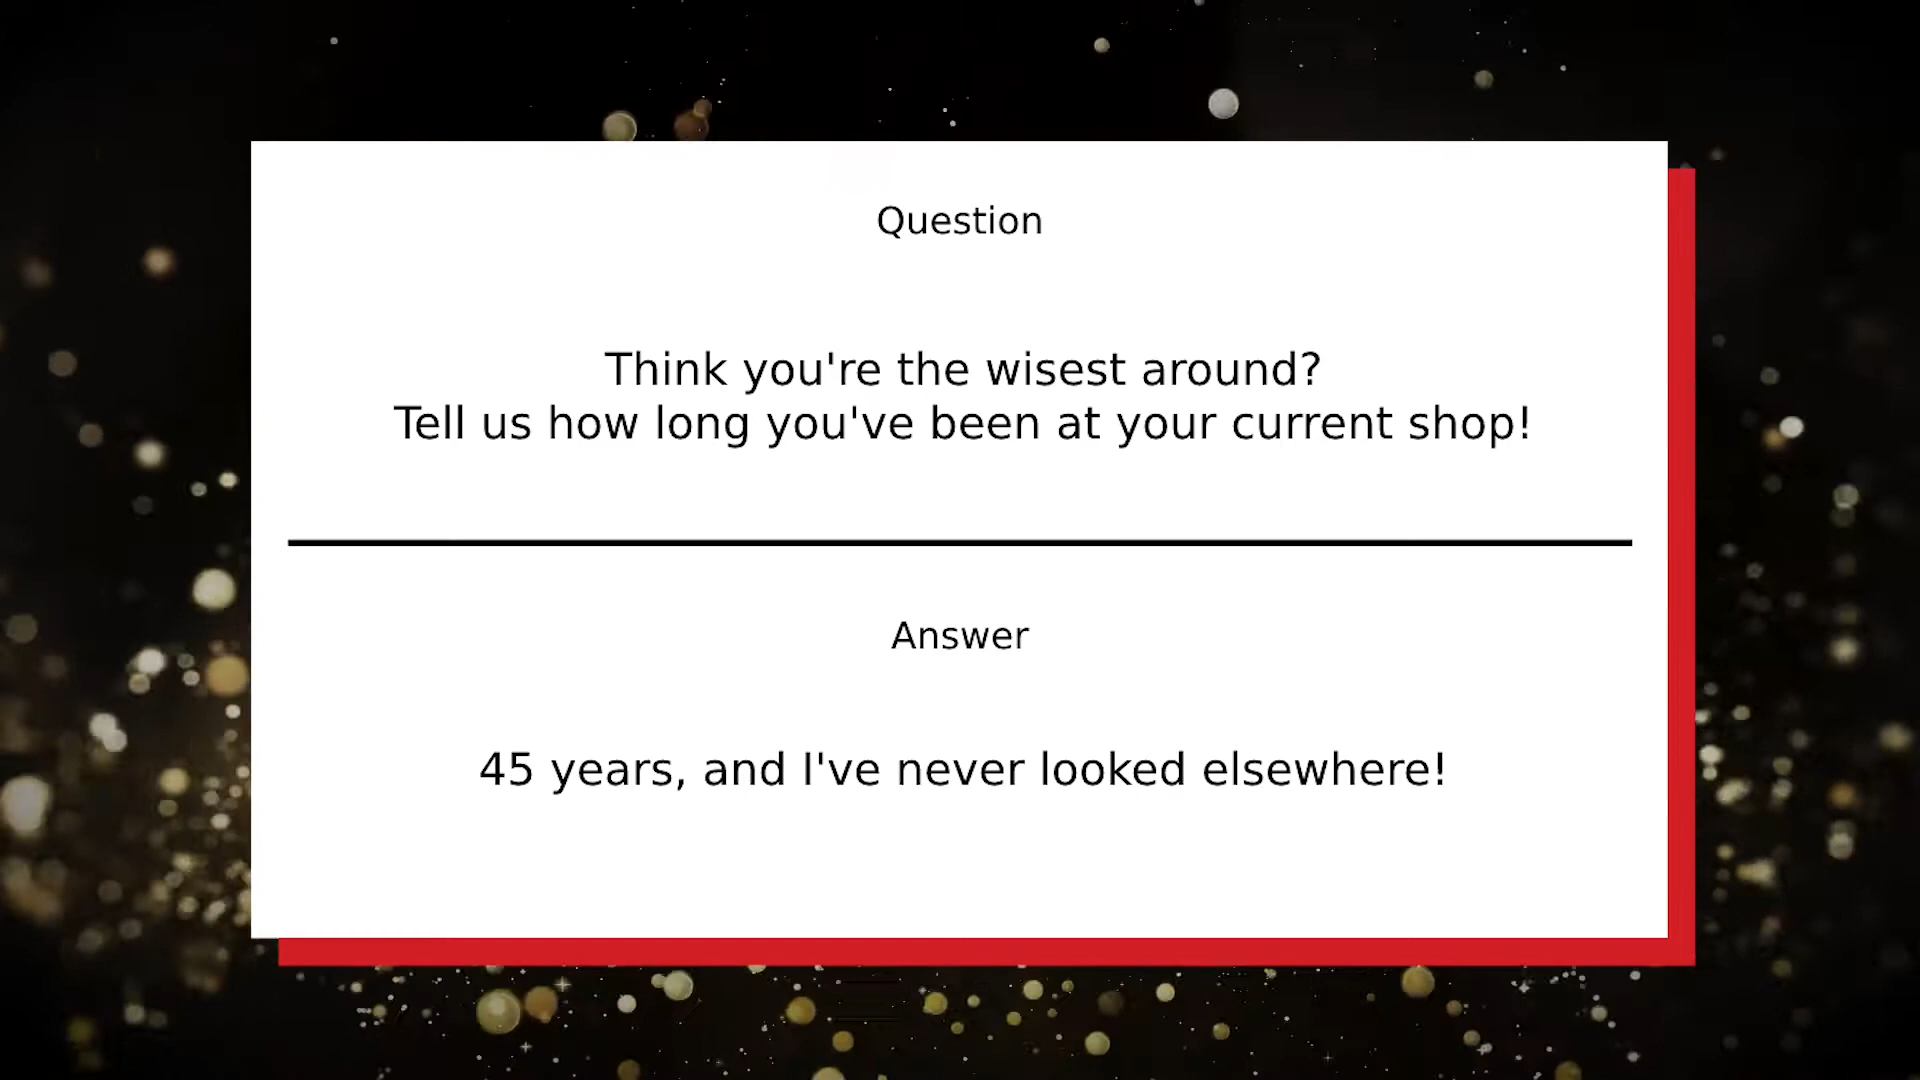 Question
Think you're the wisest around?
Tell us how long you've been at your current shop!
Answer
45 years, and I've never looked elsewhere!